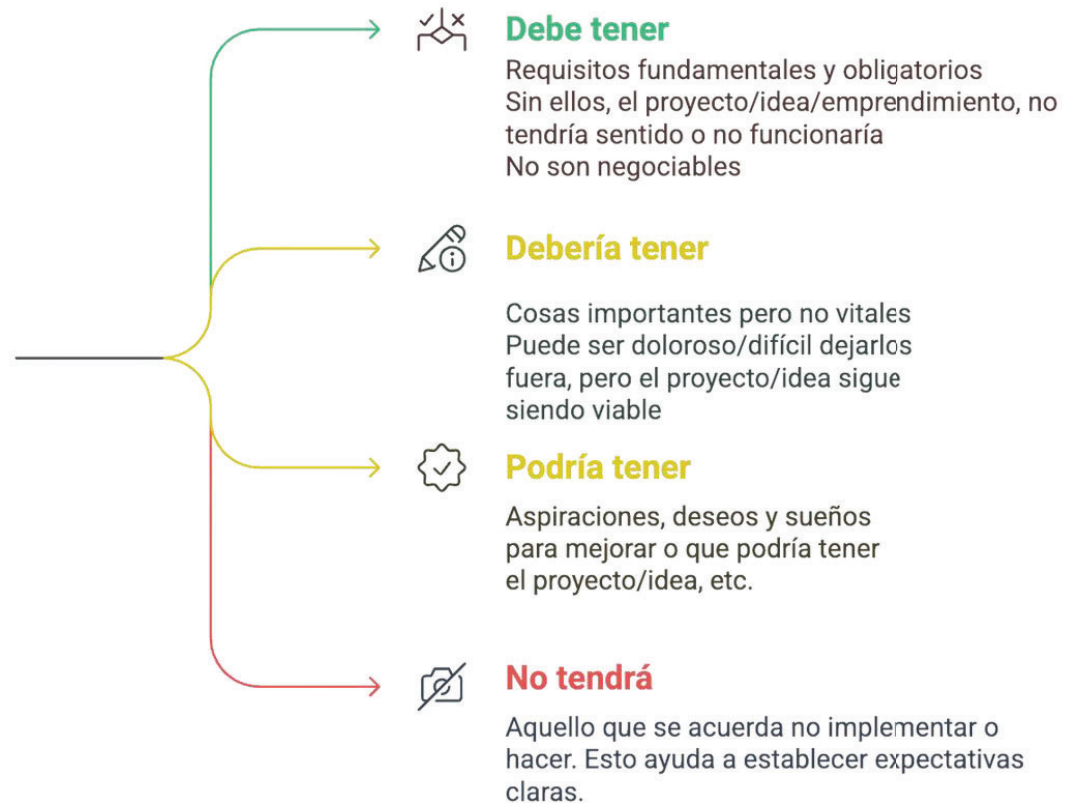 Debe tener
Requisitos fundamentales y obligatorios
Sin ellos, el proyecto/idea/emprendimiento, no
tendría sentido o no funcionaría
No son negociables
Debería tener
Cosas importantes pero no vitales
Puede ser doloroso/difícil dejarlos
fuera, pero el proyecto/idea sigue
siendo viable
Podría tener
Aspiraciones, deseos y sueños
para mejorar o que podría tener
el proyecto/idea, etc.
No tendrá
Aquello que se acuerda no implementar o
hacer. Esto ayuda a establecer expectativas
claras.